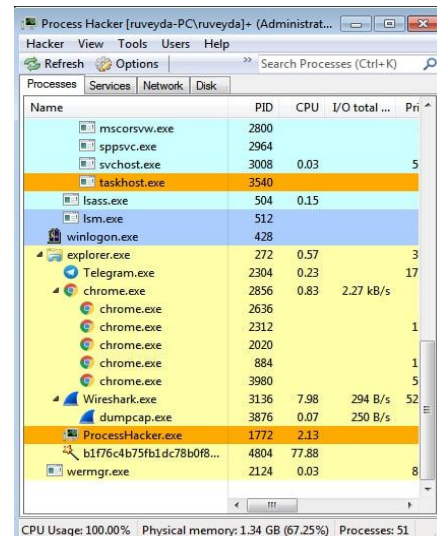 Process Hacker [ruveyda-PC\ruveyda]+ (Administrat...
Hacker View Tools Users Help
Refresh Options » Search Processes (Ctrl+K)
Processes Services Network Disk
Name PID CPU I/O total ... Pri
mscorsvw.exe 2800
sppsvc.exe 2964
svchost.exe 3008 0.03 5
taskhost.exe 3540
lsass.exe 504 0.15
lsm.exe 512
winlogon.exe 428
explorer.exe 272 0.57 3
Telegram.exe 2304 0.23 17
chrome.exe 2856 0.83 2.27 kB/s
chrome.exe 2636
chrome.exe 2312 1
chrome.exe 2020
chrome.exe 884 1
chrome.exe 3980 5
Wireshark.exe 3136 7.98 294 B/s 52
dumpcap.exe 3876 0.07 250 B/s
ProcessHacker.exe 1772 2.13
b1f76c4b75fb1dc78b0f8... 4804 77.88
wermgr.exe 2124 0.03 8
CPU Usage: 100.00% Physical memory: 1.34 GB (67.25%) Processes: 51